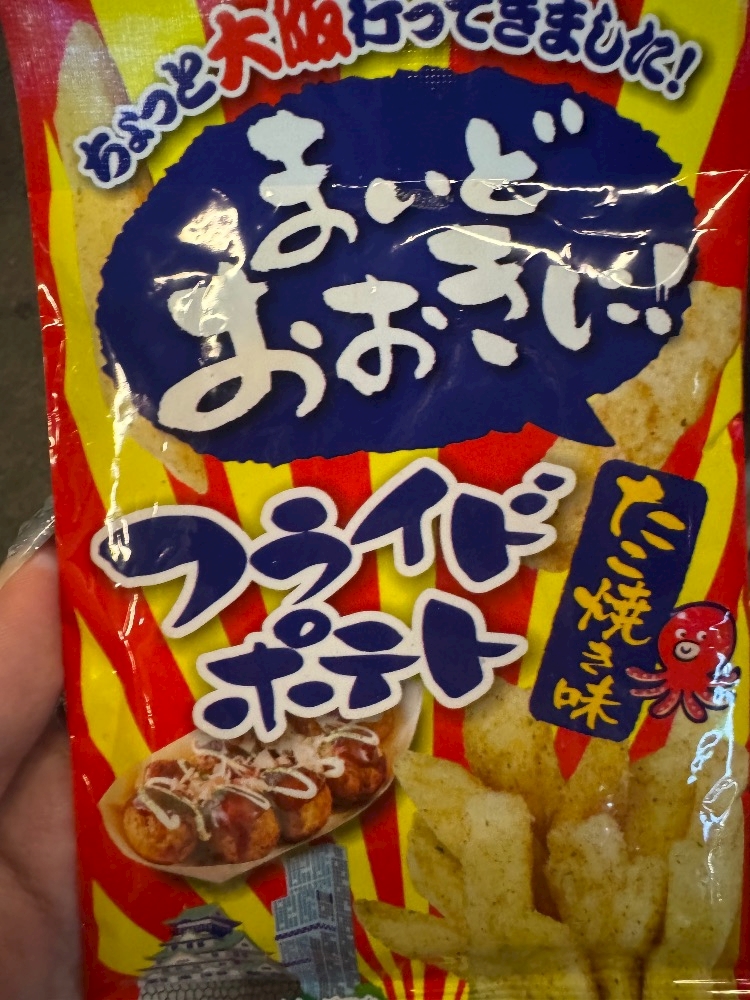 ちょっと大阪行ってきました!
まいど
おおきに!!
フライド
ポテト
たこ焼き味